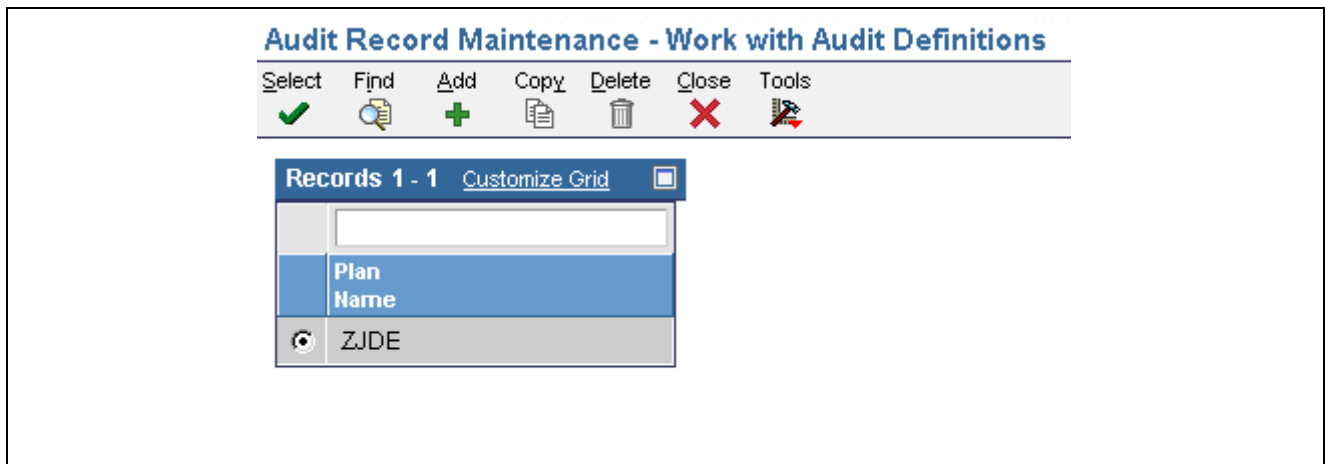 Audit Record Maintenance - Work with Audit Definitions
Select Find Add Copy Delete Close Tools
Records 1 - 1 Customize Grid
Plan
Name
ZJDE